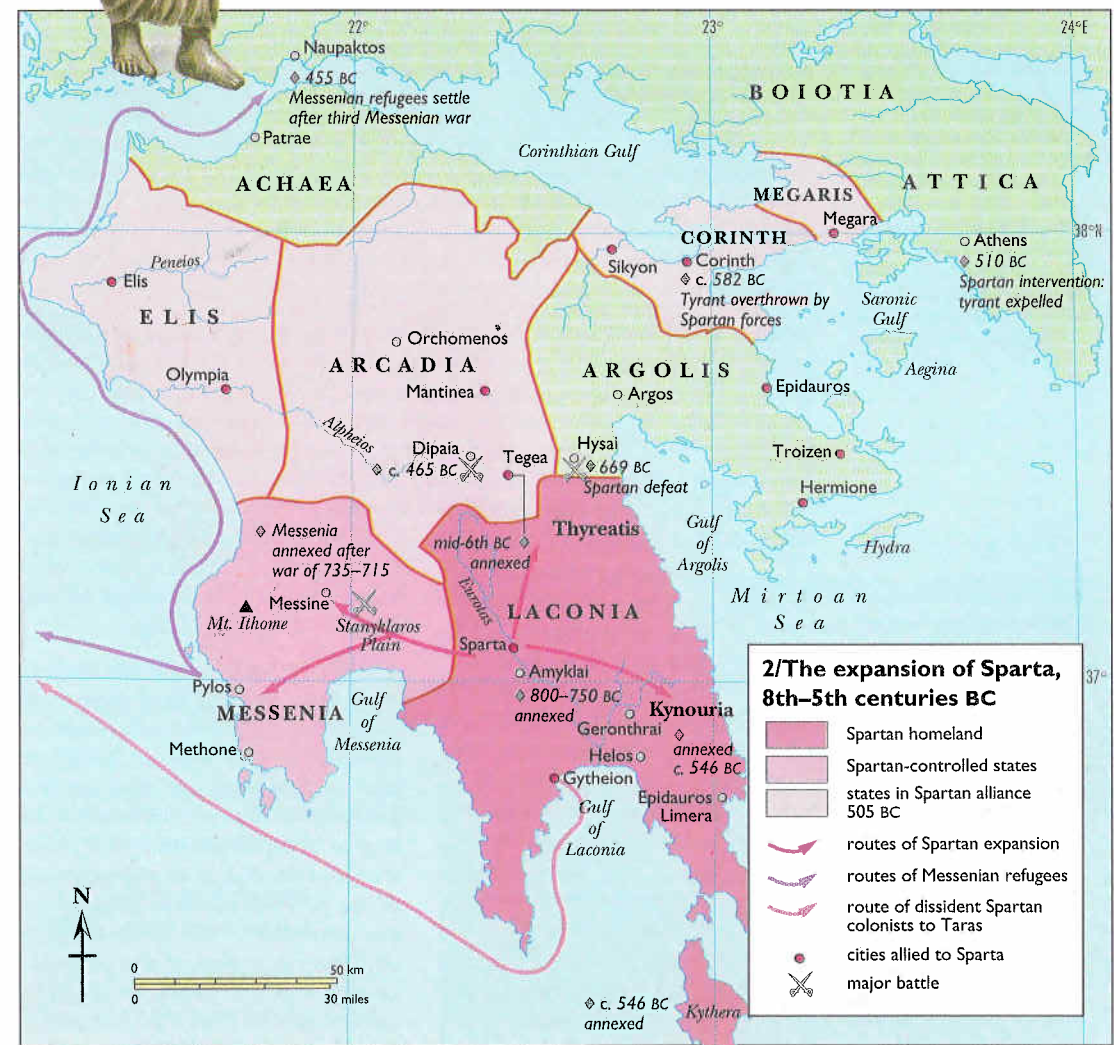 22°
23°
24°E
Naupaktos
455 BC
Messenian refugees settle
after third Messenian war
Patrae
BOIOTIA
Corinthian Gulf
ACHAEA
MEGARIS
ATTICA
Megara
38°N
CORINTH
Sikyon
Corinth
c. 582 BC
Tyrant overthrown by
Spartan forces
Athens
510 BC
Spartan intervention:
tyrant expelled
Saronic
Gulf
Aegina
Peneios
Elis
ELIS
Olympia
Orchomenos
ARCADIA
Mantinea
ARGOLIS
Argos
Epidauros
Alpheios
Dipaia
c. 465 BC
Tegea
Hysai
669 BC
Spartan defeat
Troizen
Hermione
Ionian
Sea
Gulf
of
Argolis
Hydra
Messenia
annexed after
war of 735–715
mid-6th BC
annexed
Thyreatis
Mirtoan
Sea
Messine
Mt. Ithome
Stanyklaros
Plain
Eurotas
LACONIA
Sparta
Amyklai
800–750 BC
annexed
37°
Pylos
MESSENIA
Gulf
of
Messenia
Methone
Kynouria
Geronthrai
annexed
c. 546 BC
Helos
Gytheion
Epidauros
Limera
Gulf
of
Laconia
N
0
50 km
0
30 miles
c. 546 BC
annexed
Kythera
2/The expansion of Sparta,
8th–5th centuries BC
Spartan homeland
Spartan-controlled states
states in Spartan alliance
505 BC
routes of Spartan expansion
routes of Messenian refugees
route of dissident Spartan
colonists to Taras
cities allied to Sparta
major battle